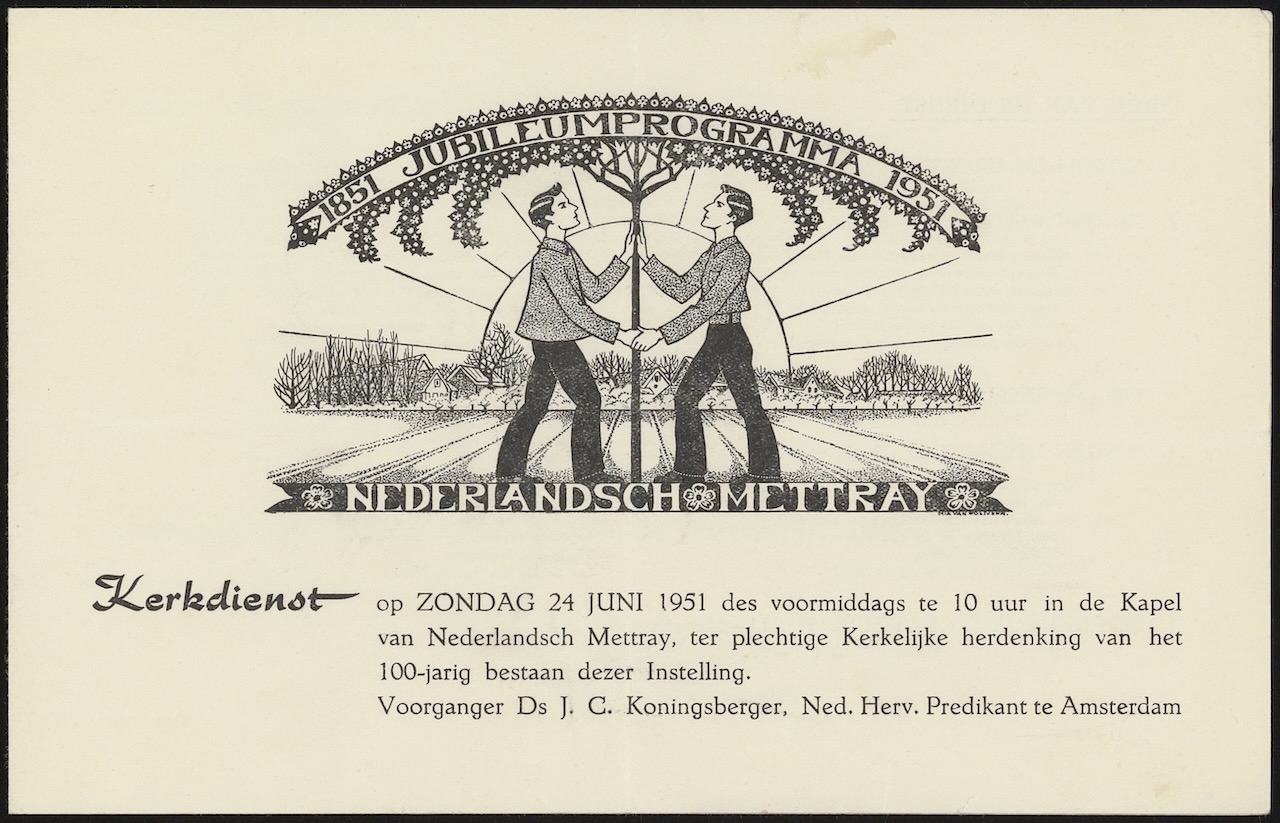 1851 JUBILEUMPROGRAMMA 1951
NEDERLANDSCH METTRAY
Kerkdienst op ZONDAG 24 JUNI 1951 des voormiddags te 10 uur in de Kapel
van Nederlandsch Mettray, ter plechtige Kerkelijke herdenking van het
100-jarig bestaan dezer Instelling.
Voorganger Ds J. C. Koningsberger, Ned. Herv. Predikant te Amsterdam